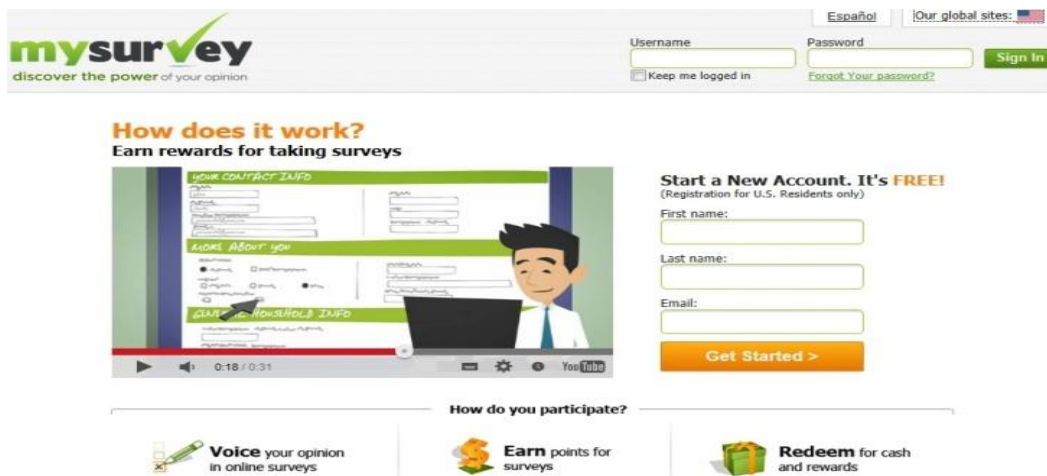 Español
Our global sites:
mysurvey
discover the power of your opinion
Username
Password
Sign In
Keep me logged in
Forgot Your password?
How does it work?
Earn rewards for taking surveys
YOUR CONTACT INFO
MORE ABOUT YOU
GENERAL HOUSEHOLD INFO
0:18 / 0:31
YouTube
Start a New Account. It's FREE!
(Registration for U.S. Residents only)
First name:
Last name:
Email:
Get Started >
How do you participate?
Voice your opinion
in online surveys
Earn points for
surveys
Redeem for cash
and rewards